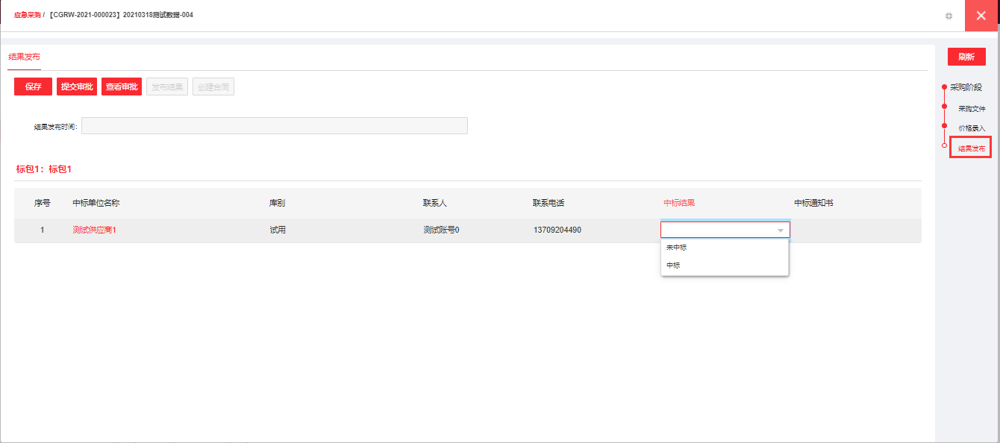 应急采购 / 【CGRW-2021-000023】20210318测试数据-004
结果发布
刷新
保存 提交审批 查看审批 发布结果 创建合同
采购阶段
采购文件
价格录入
结果发布
结果发布时间:
标包1：标包1
序号 中标单位名称 库别 联系人 联系电话 中标结果 中标通知书
1 测试供应商1 试用 测试账号0 13709204490
未中标
中标